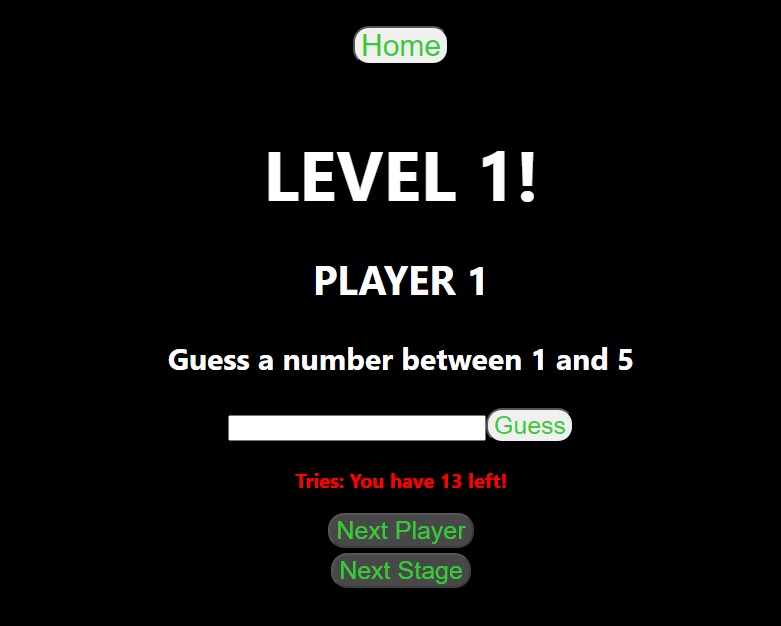 Home
LEVEL 1!
PLAYER 1
Guess a number between 1 and 5
Guess
Tries: You have 13 left!
Next Player
Next Stage